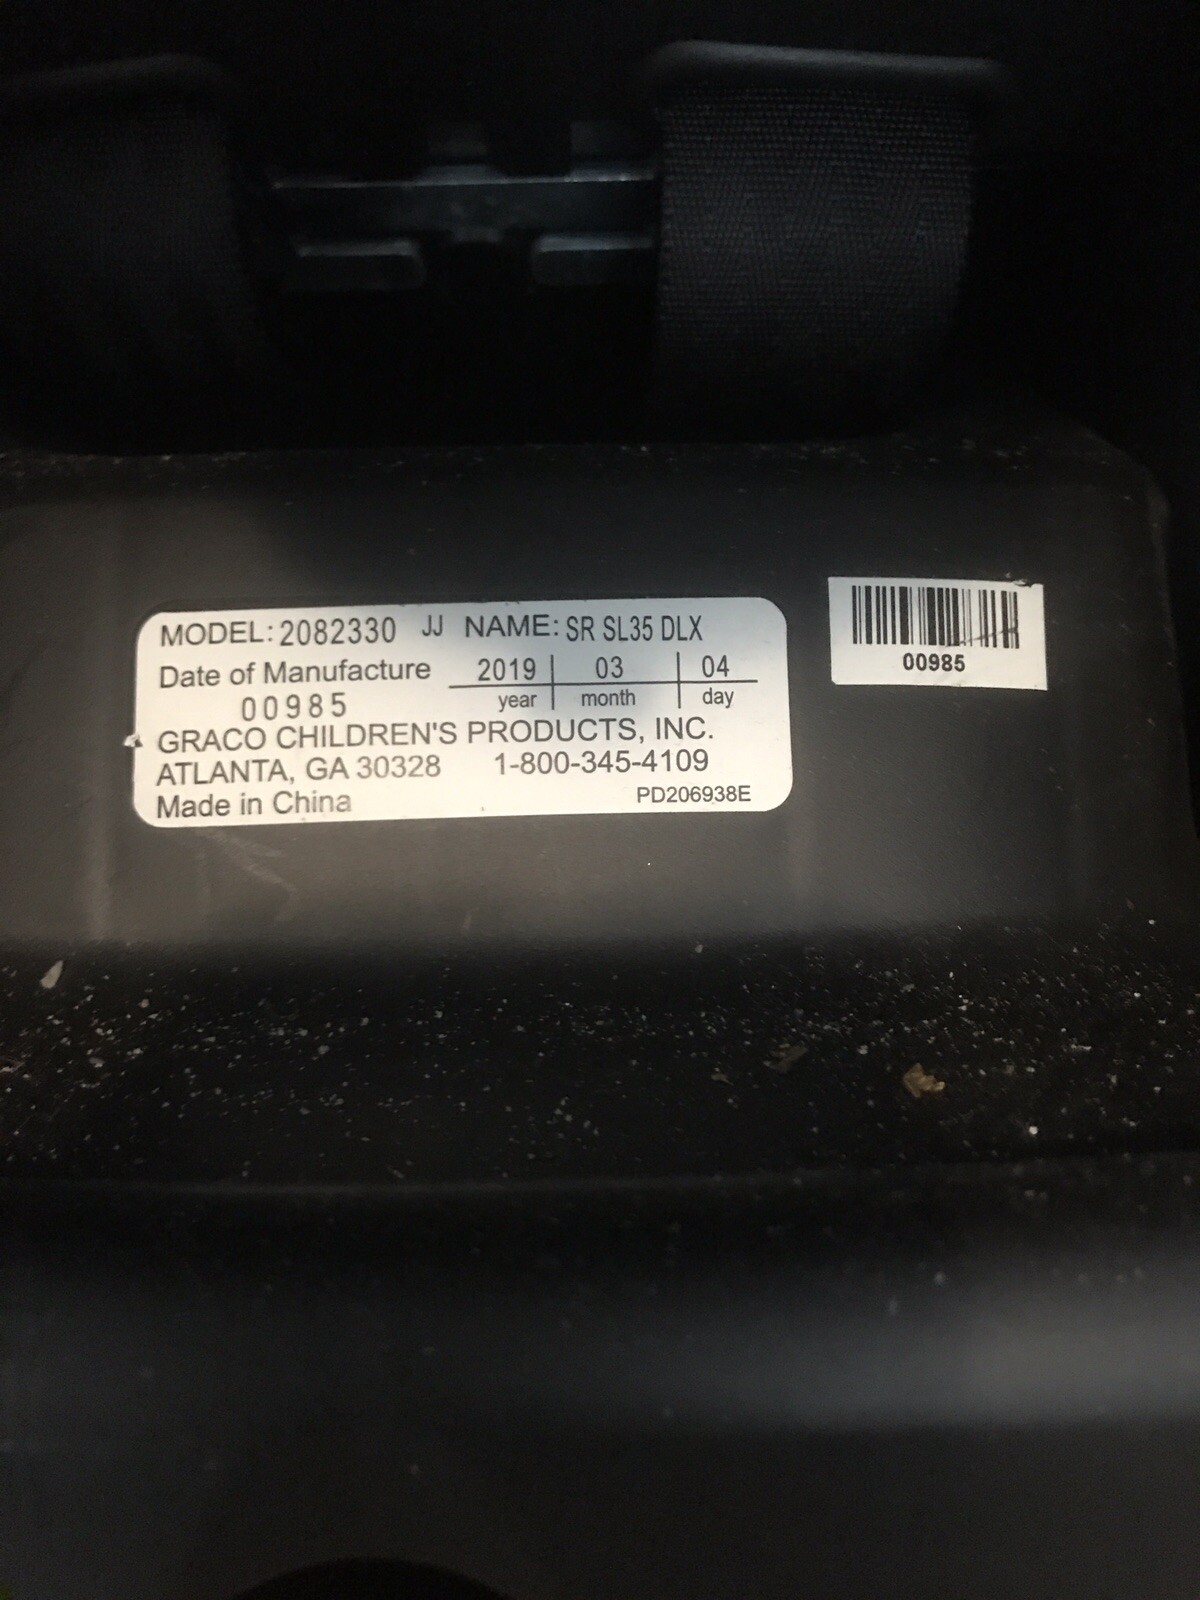 MODEL: 2082330 JJ NAME: SR SL35 DLX
Date of Manufacture 2019 03 04
00985 year month day
GRACO CHILDREN'S PRODUCTS, INC.
ATLANTA, GA 30328 1-800-345-4109
Made in China PD206938E
00985